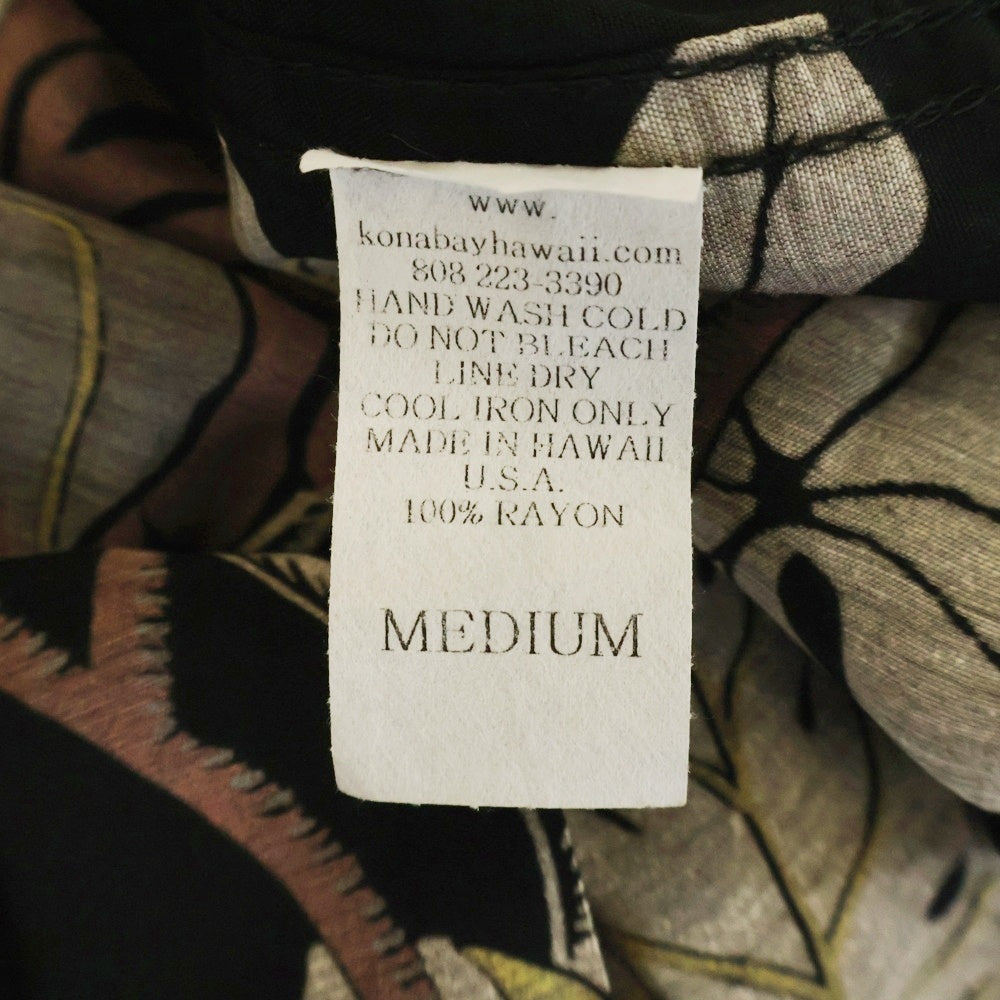 www.
konabayhawaii.com
808 223-3390
HAND WASH COLD
DO NOT BLEACH
LINE DRY
COOL IRON ONLY
MADE IN HAWAII
U.S.A.
100% RAYON
MEDIUM